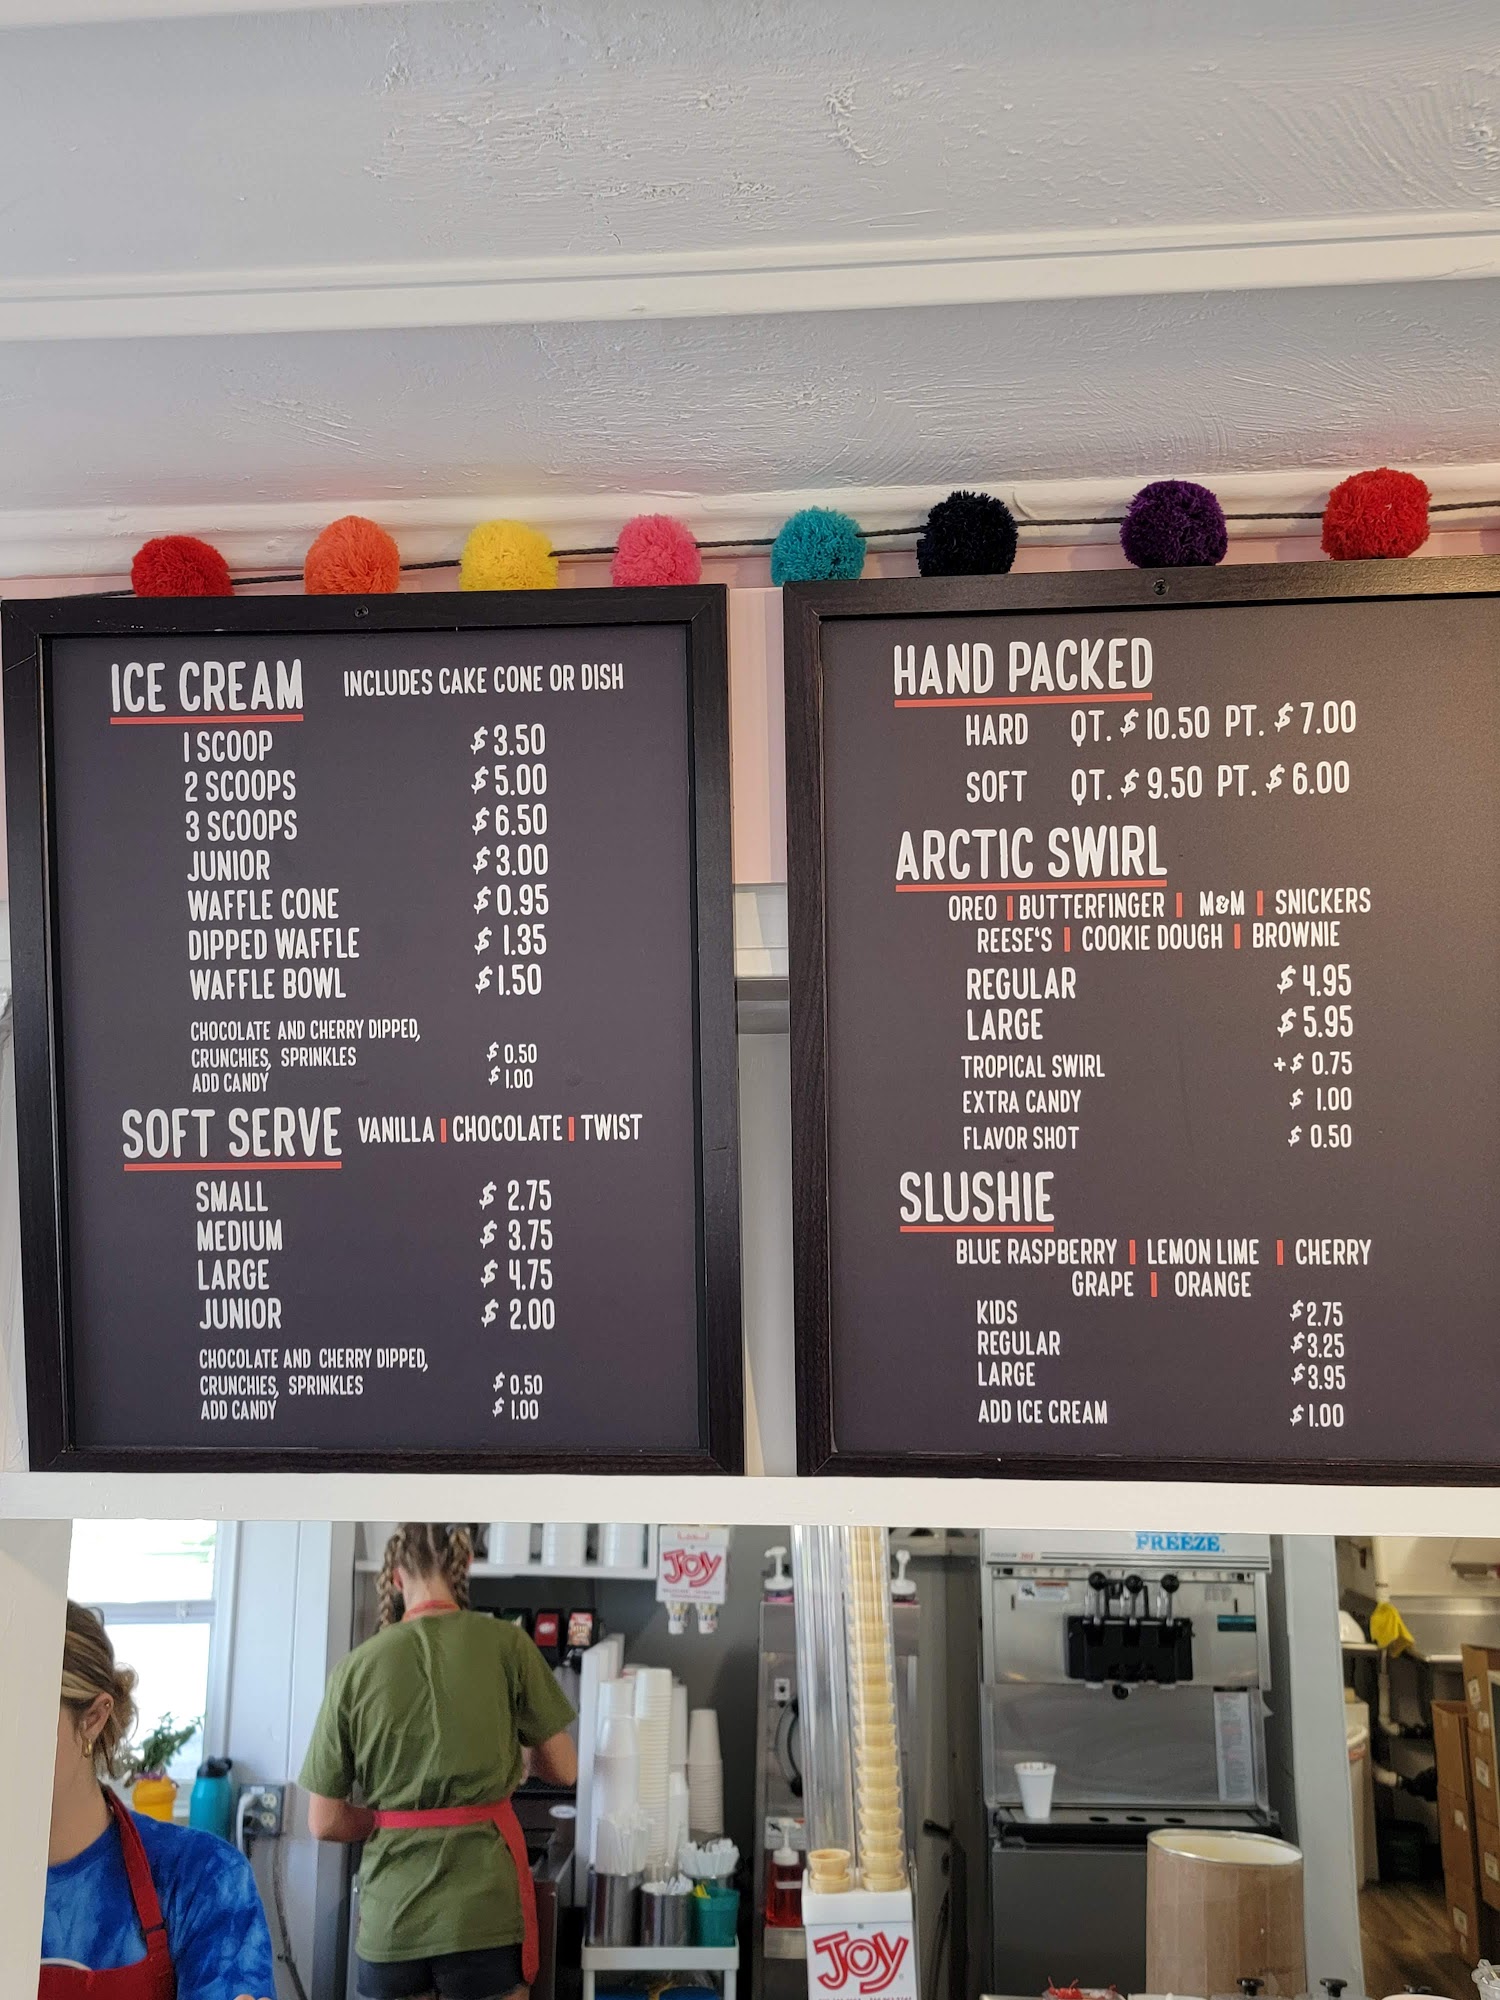 ICE CREAM INCLUDES CAKE CONE OR DISH
1 SCOOP $3.50
2 SCOOPS $5.00
3 SCOOPS $6.50
JUNIOR $3.00
WAFFLE CONE $0.95
DIPPED WAFFLE $1.35
WAFFLE BOWL $1.50
CHOCOLATE AND CHERRY DIPPED,
CRUNCHIES, SPRINKLES $0.50
ADD CANDY $1.00
SOFT SERVE VANILLA | CHOCOLATE | TWIST
SMALL $2.75
MEDIUM $3.75
LARGE $4.75
JUNIOR $2.00
CHOCOLATE AND CHERRY DIPPED,
CRUNCHIES, SPRINKLES $0.50
ADD CANDY $1.00
HAND PACKED
HARD QT. $10.50 PT. $7.00
SOFT QT. $9.50 PT. $6.00
ARCTIC SWIRL
OREO | BUTTERFINGER | M&M | SNICKERS
REESE'S | COOKIE DOUGH | BROWNIE
REGULAR $4.95
LARGE $5.95
TROPICAL SWIRL +$0.75
EXTRA CANDY $1.00
FLAVOR SHOT $0.50
SLUSHIE
BLUE RASPBERRY | LEMON LIME | CHERRY
GRAPE | ORANGE
KIDS $2.75
REGULAR $3.25
LARGE $3.95
ADD ICE CREAM $1.00
JOY
FREEZE
JOY